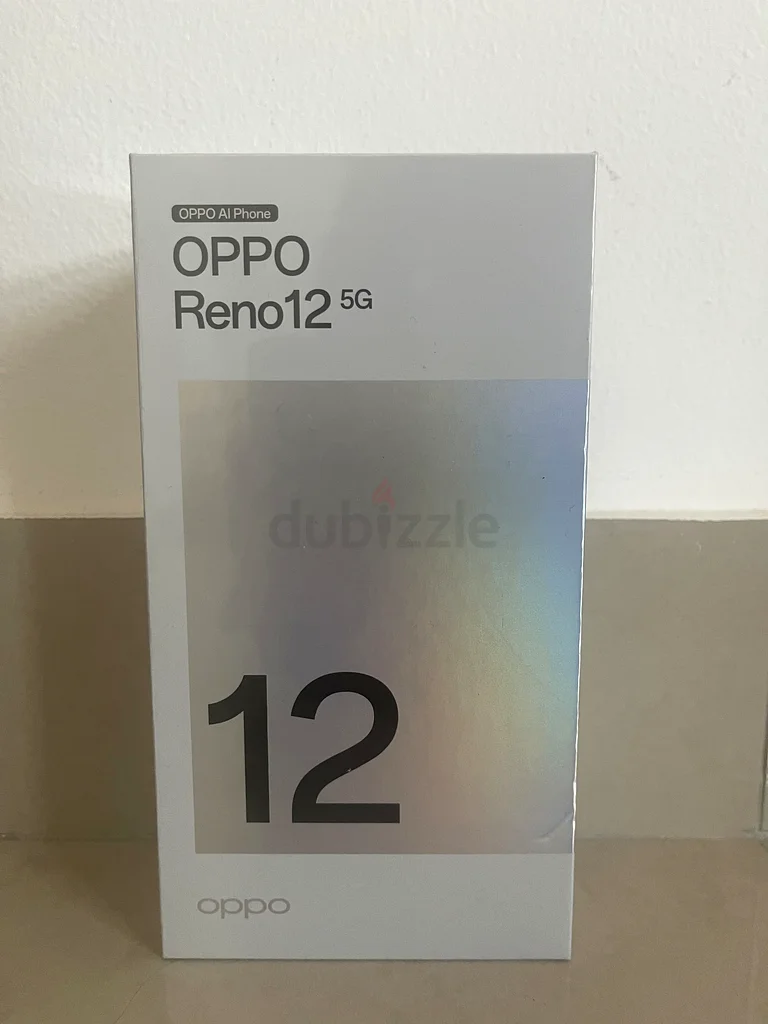 OPPO AI Phone
OPPO
Reno12 5G
dubizzle
12
oppo